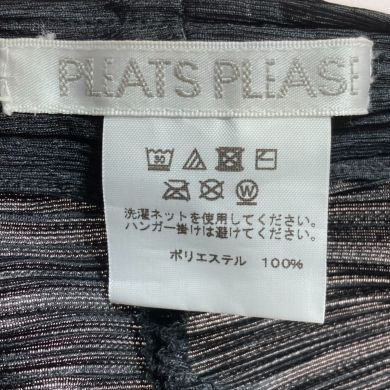 PLEATS PLEASE
30
W
洗濯ネットを使用してください。
ハンガー掛けは避けてください。
ポリエステル 100%